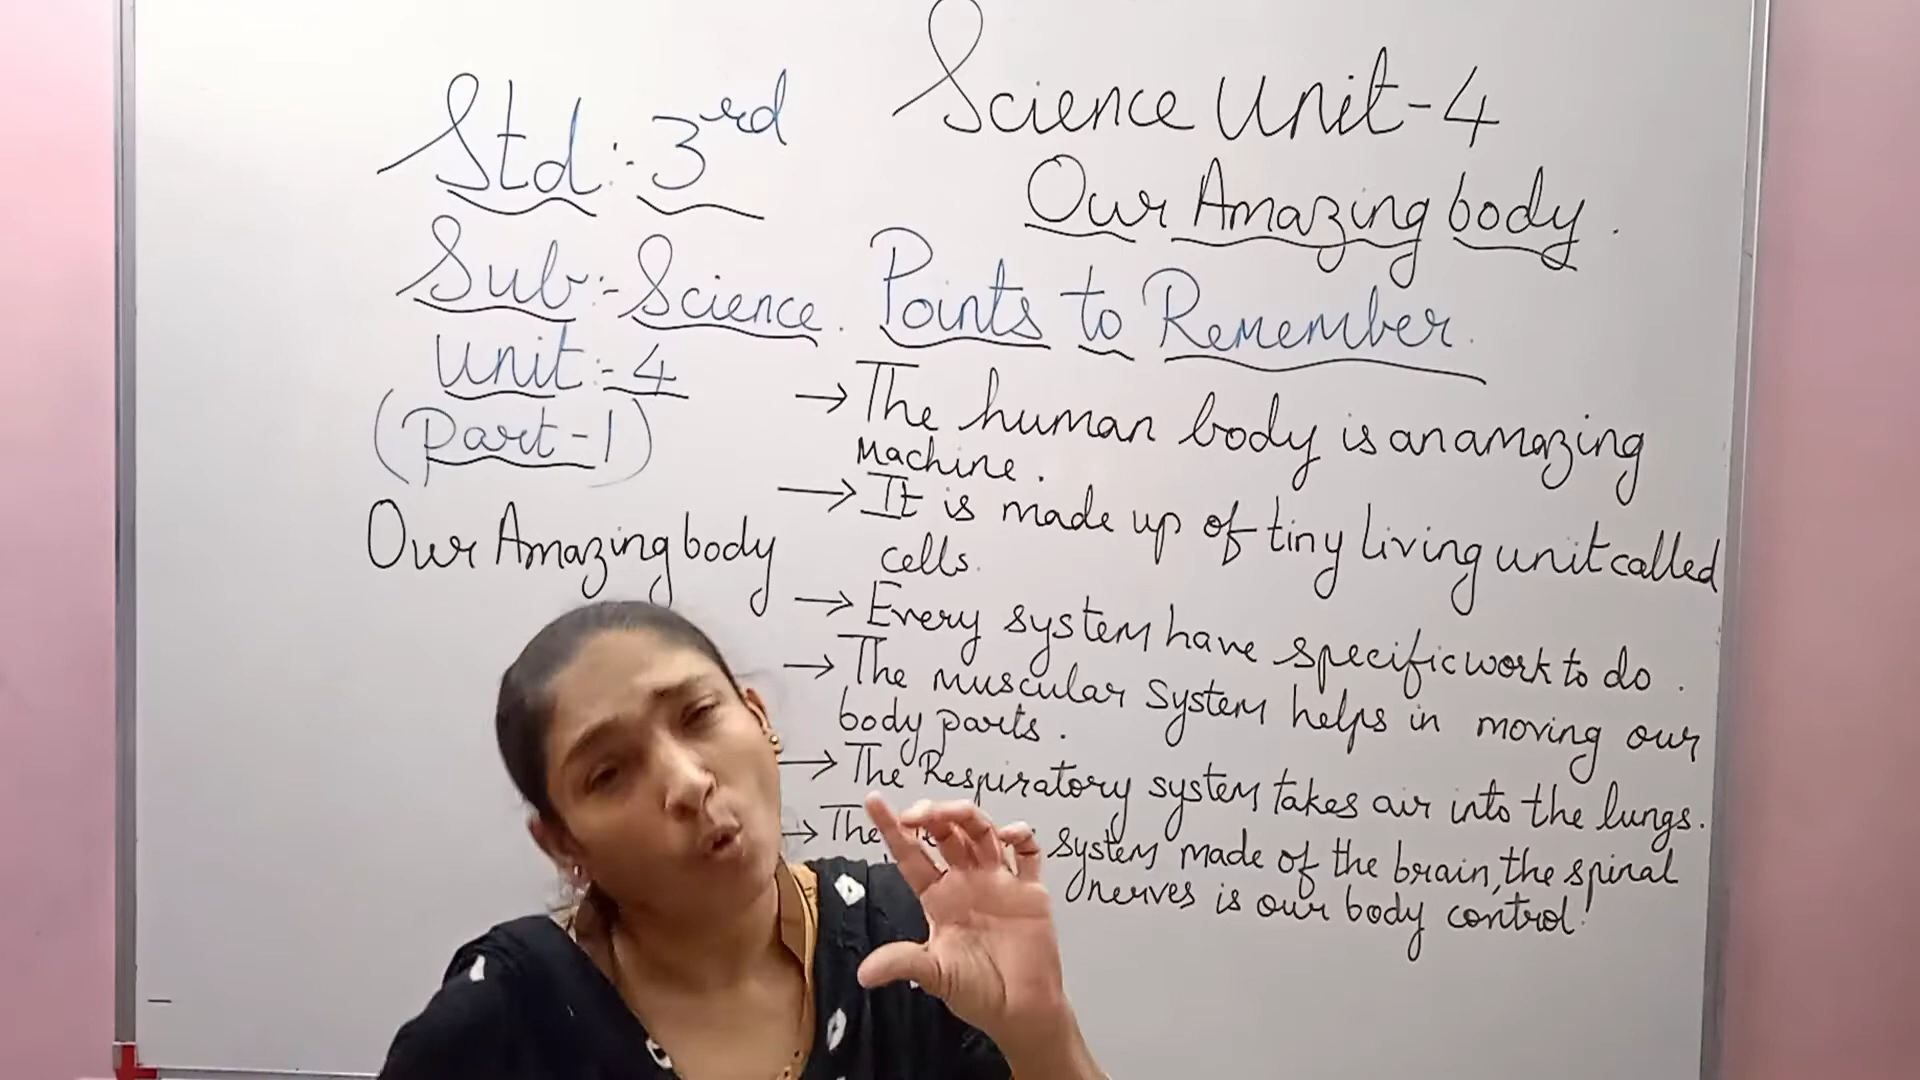 Std:- 3rd
Sub:- Science.
Unit:- 4
(Part-1)
Our Amazing body
Science Unit-4
Our Amazing body.
Points to Remember.
→ The human body is an amazing
Machine.
→ It is made up of tiny living unit called
cells.
→ Every system have specific work to do.
→ The muscular system helps in moving our
body parts.
→ The Respiratory system takes air into the lungs.
→ The system made of the brain, the spinal
nerves is our body control.